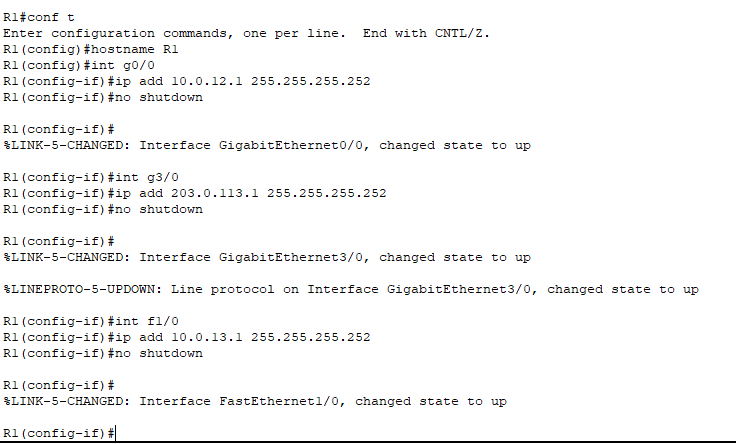 R1#conf t
Enter configuration commands, one per line.  End with CNTL/Z.
R1(config)#hostname R1
R1(config)#int g0/0
R1(config-if)#ip add 10.0.12.1 255.255.255.252
R1(config-if)#no shutdown
R1(config-if)#
%LINK-5-CHANGED: Interface GigabitEthernet0/0, changed state to up
R1(config-if)#int g3/0
R1(config-if)#ip add 203.0.113.1 255.255.255.252
R1(config-if)#no shutdown
R1(config-if)#
%LINK-5-CHANGED: Interface GigabitEthernet3/0, changed state to up
%LINEPROTO-5-UPDOWN: Line protocol on Interface GigabitEthernet3/0, changed state to up
R1(config-if)#int f1/0
R1(config-if)#ip add 10.0.13.1 255.255.255.252
R1(config-if)#no shutdown
R1(config-if)#
%LINK-5-CHANGED: Interface FastEthernet1/0, changed state to up
R1(config-if)#